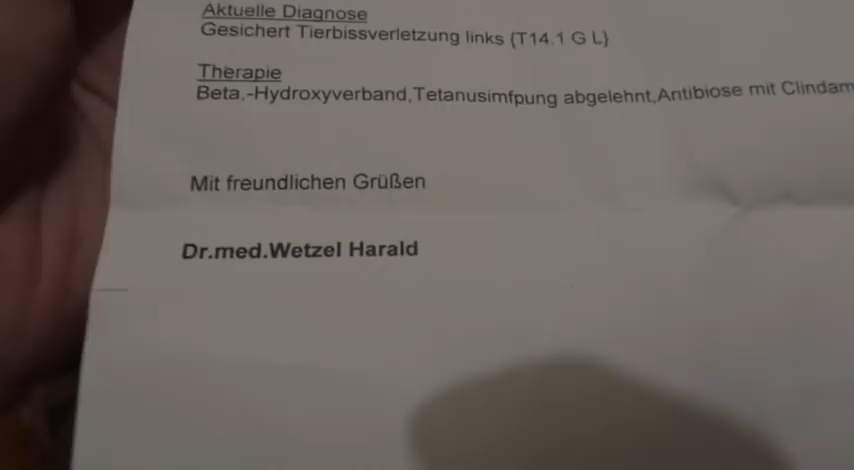 Aktuelle Diagnose
Gesichert Tierbissverletzung links {T14.1 G L}
Therapie
Beta,-Hydroxyverband,Tetanusimfpung abgelehnt,Antibiose mit Clindam
Mit freundlichen Grüßen
Dr.med.Wetzel Harald